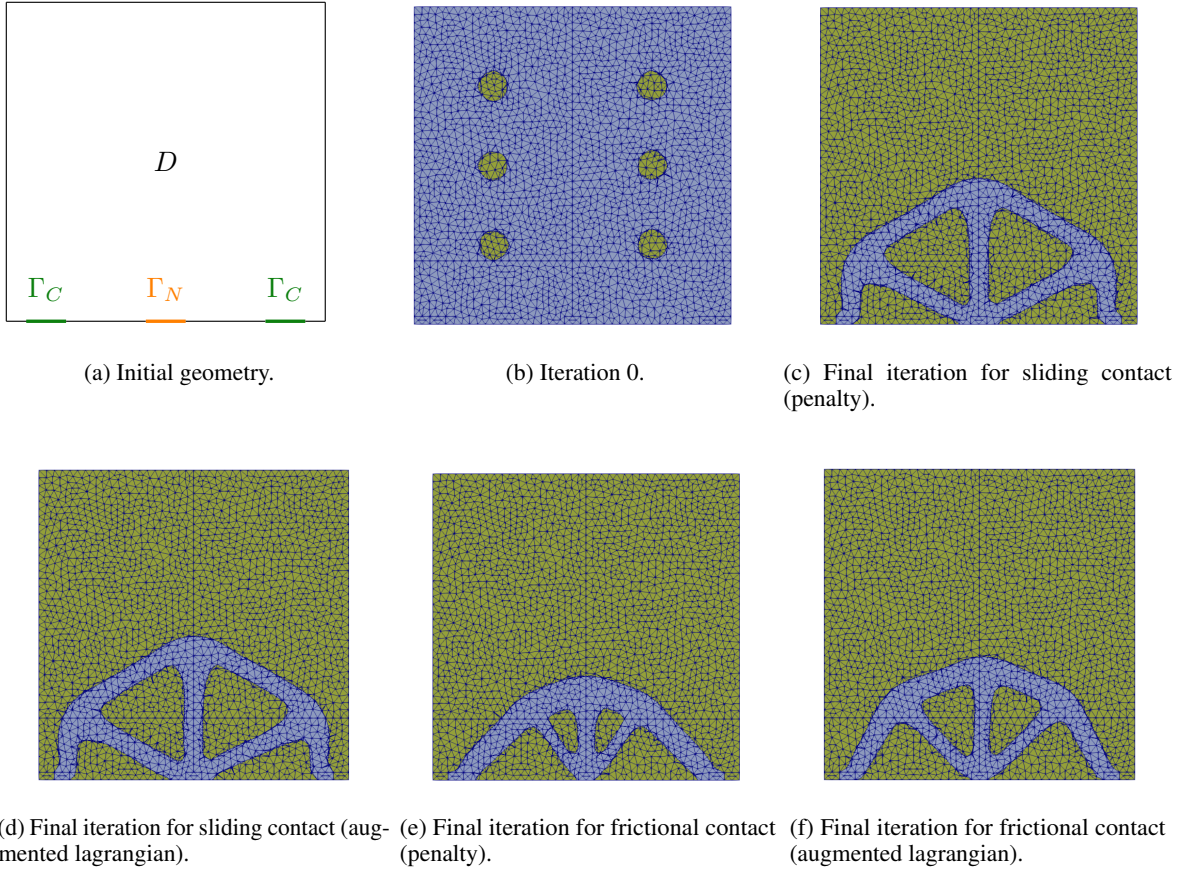 D
Γ_C Γ_N Γ_C
(a) Initial geometry.
(b) Iteration 0.
(c) Final iteration for sliding contact
(penalty).
(d) Final iteration for sliding contact (aug-
mented lagrangian).
(e) Final iteration for frictional contact
(penalty).
(f) Final iteration for frictional contact
(augmented lagrangian).